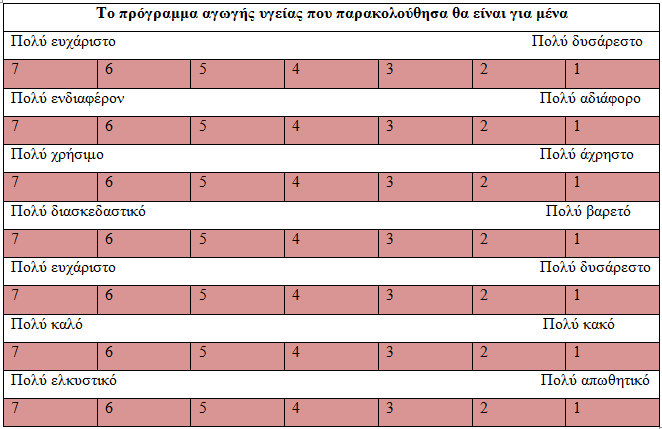 Το πρόγραμμα αγωγής υγείας που παρακολούθησα θα είναι για μένα
Πολύ ευχάριστο Πολύ δυσάρεστο
7 6 5 4 3 2 1
Πολύ ενδιαφέρον Πολύ αδιάφορο
7 6 5 4 3 2 1
Πολύ χρήσιμο Πολύ άχρηστο
7 6 5 4 3 2 1
Πολύ διασκεδαστικό Πολύ βαρετό
7 6 5 4 3 2 1
Πολύ ευχάριστο Πολύ δυσάρεστο
7 6 5 4 3 2 1
Πολύ καλό Πολύ κακό
7 6 5 4 3 2 1
Πολύ ελκυστικό Πολύ απωθητικό
7 6 5 4 3 2 1